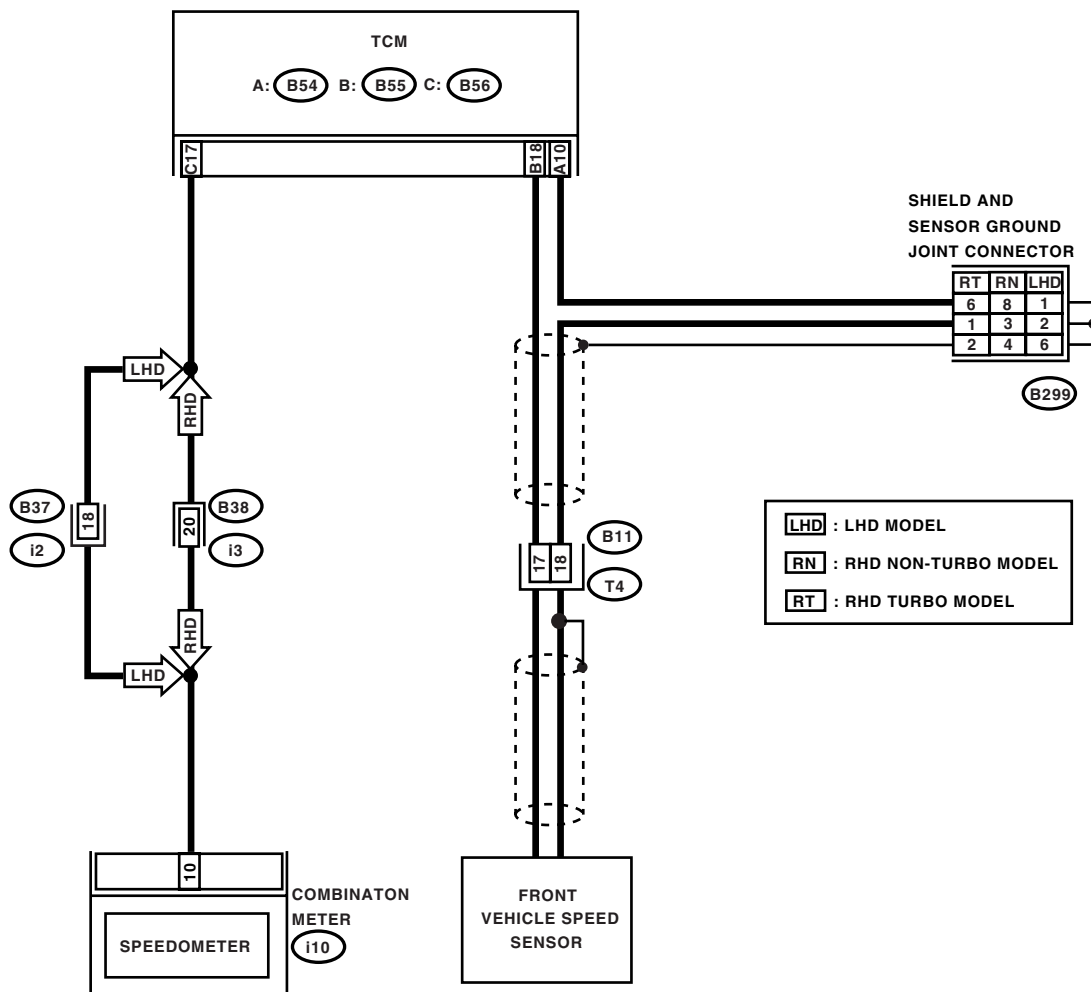 TCM
A: B54 B: B55 C: B56
C17
B18
A10
SHIELD AND
SENSOR GROUND
JOINT CONNECTOR
RT RN LHD
6 8 1
1 3 2
2 4 6
B299
LHD
RHD
B37
18
i2
B38
20
i3
B11
17 18
T4
LHD : LHD MODEL
RN : RHD NON-TURBO MODEL
RT : RHD TURBO MODEL
RHD
LHD
10
COMBINATON
METER
i10
SPEEDOMETER
FRONT
VEHICLE SPEED
SENSOR